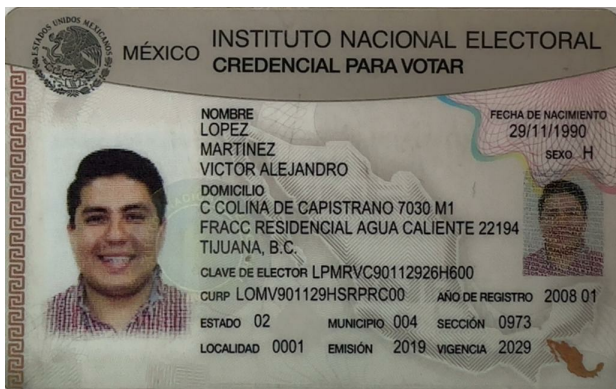 ESTADOS UNIDOS MEXICANOS
MÉXICO INSTITUTO NACIONAL ELECTORAL
CREDENCIAL PARA VOTAR
NOMBRE
LOPEZ
MARTINEZ
VICTOR ALEJANDRO
FECHA DE NACIMIENTO
29/11/1990
SEXO H
DOMICILIO
C COLINA DE CAPISTRANO 7030 M1
FRACC RESIDENCIAL AGUA CALIENTE 22194
TIJUANA, B.C.
CLAVE DE ELECTOR LPMRVC90112926H600
CURP LOMV901129HSRPRC00 AÑO DE REGISTRO 2008 01
ESTADO 02 MUNICIPIO 004 SECCIÓN 0973
LOCALIDAD 0001 EMISIÓN 2019 VIGENCIA 2029